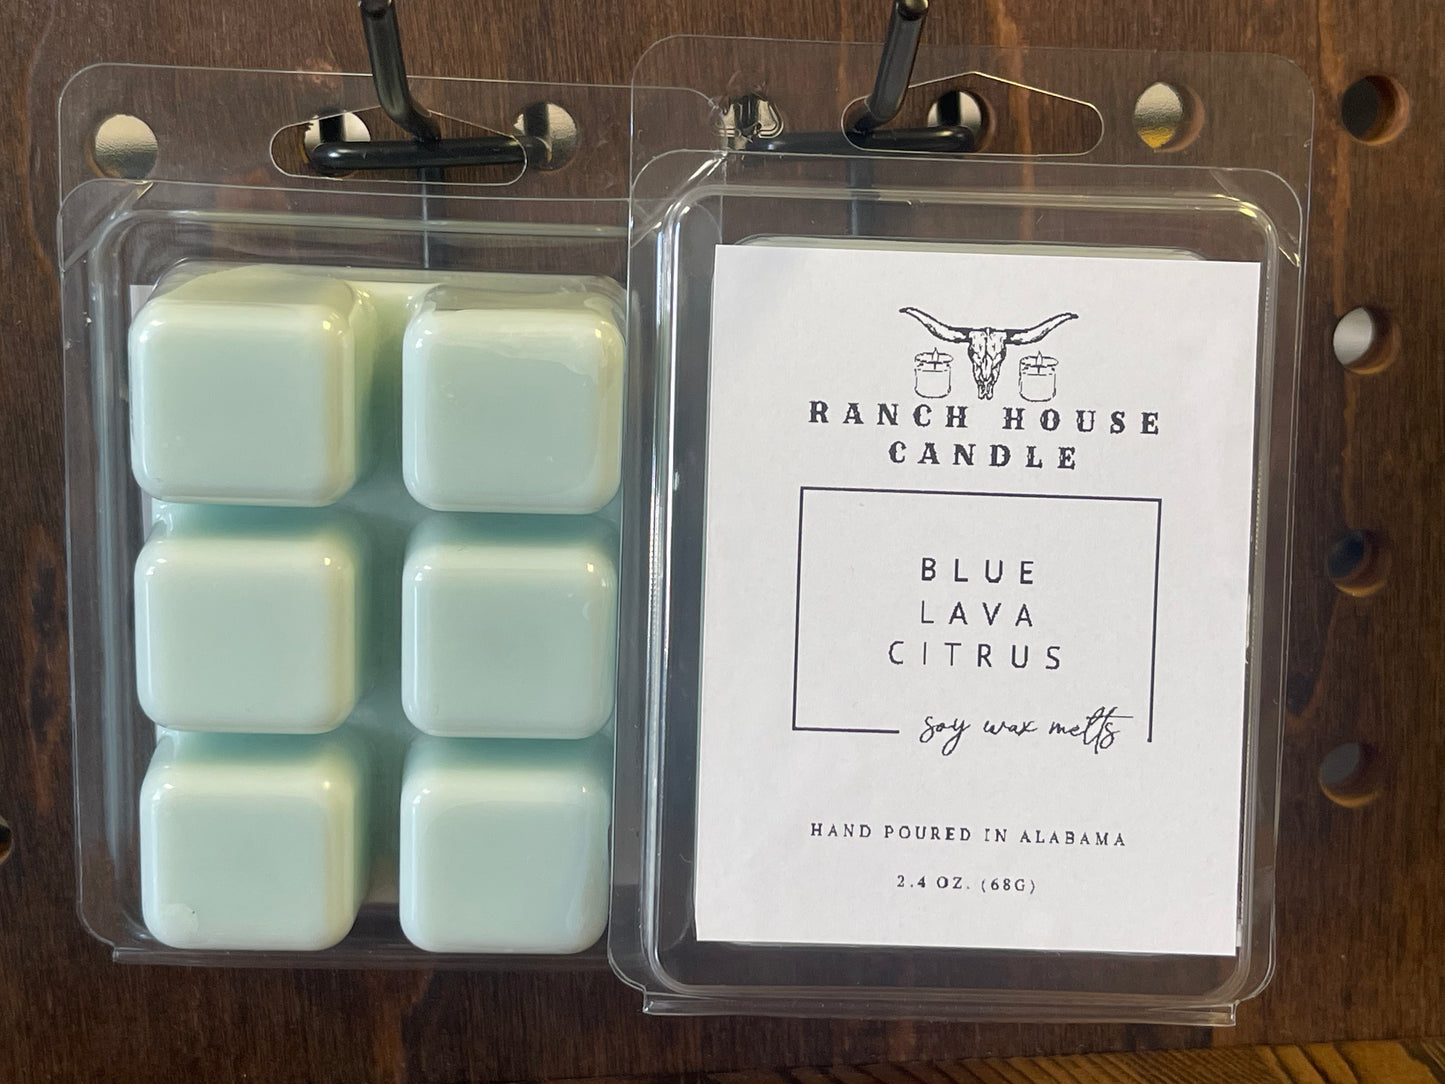 RANCH HOUSE
CANDLE
BLUE
LAVA
CITRUS
soy wax melts
HAND POURED IN ALABAMA
2.4 OZ. (68G)